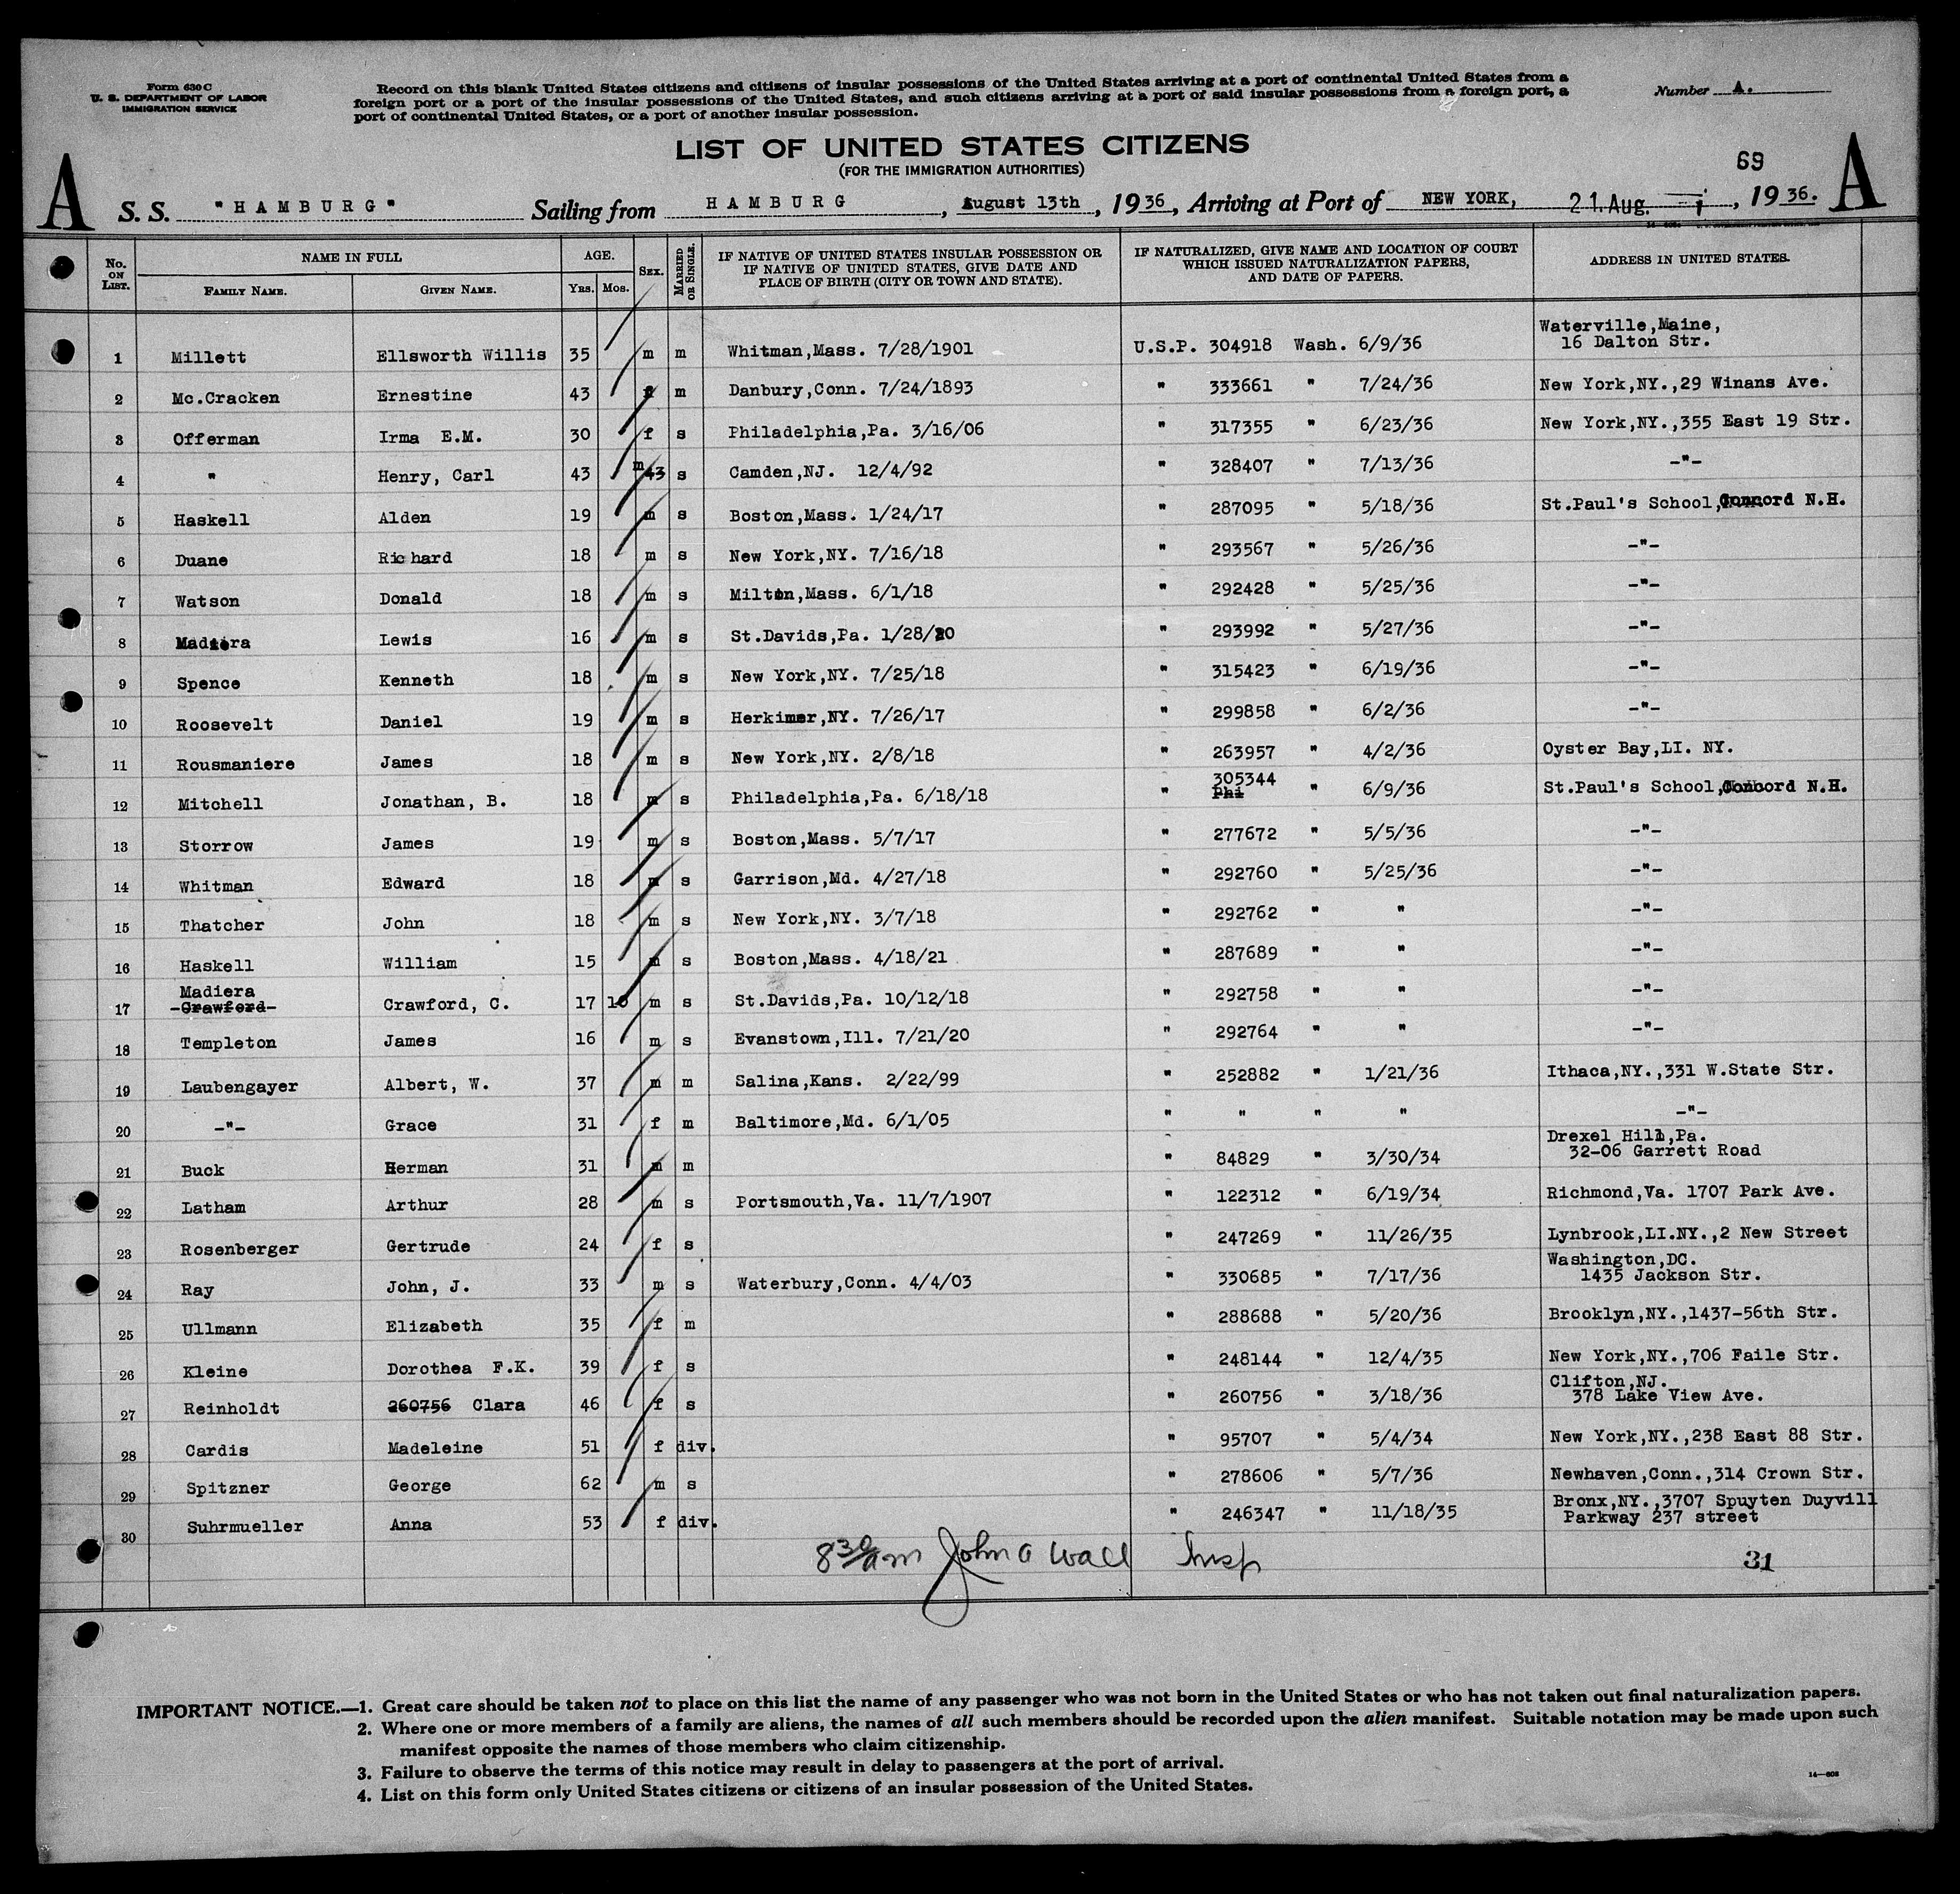 Form 630 C
U. S. DEPARTMENT OF LABOR
IMMIGRATION SERVICE
Record on this blank United States citizens and citizens of insular possessions of the United States arriving at a port of continental United States from a
foreign port or a port of the insular possessions of the United States, and such citizens arriving at a port of said insular possessions from a foreign port, a
port of continental United States, or a port of another insular possession.
Number A.
LIST OF UNITED STATES CITIZENS
(FOR THE IMMIGRATION AUTHORITIES)
69
A S. S. "HAMBURG" Sailing from HAMBURG, August 13th, 1936, Arriving at Port of NEW YORK, 21. Aug. , 1936. A
No. ON LIST. NAME IN FULL FAMILY NAME. GIVEN NAME. AGE. YRS. MOS. SEX. MARRIED OR SINGLE. IF NATIVE OF UNITED STATES INSULAR POSSESSION OR IF NATIVE OF UNITED STATES, GIVE DATE AND PLACE OF BIRTH (CITY OR TOWN AND STATE). IF NATURALIZED, GIVE NAME AND LOCATION OF COURT WHICH ISSUED NATURALIZATION PAPERS, AND DATE OF PAPERS. ADDRESS IN UNITED STATES.
1 Millett Ellsworth Willis 35 m m Whitman,Mass. 7/28/1901 U.S.P. 304918 Wash. 6/9/36 Waterville,Maine, 16 Dalton Str.
2 Mc.Cracken Ernestine 43 f m Danbury,Conn. 7/24/1893 " 333661 " 7/24/36 New York,NY.,29 Winans Ave.
3 Offerman Irma E.M. 30 f s Philadelphia,Pa. 3/16/06 " 317355 " 6/23/36 New York,NY.,355 East 19 Str.
4 " Henry, Carl 43 m 43 s Camden,NJ. 12/4/92 " 328407 " 7/13/36 -"-
5 Haskell Alden 19 m s Boston,Mass. 1/24/17 " 287095 " 5/18/36 St.Paul's School,Concord N.H.
6 Duane Richard 18 m s New York,NY. 7/16/18 " 293567 " 5/26/36 -"-
7 Watson Donald 18 m s Milton,Mass. 6/1/18 " 292428 " 5/25/36 -"-
8 Madiera Lewis 16 m s St.Davids,Pa. 1/28/20 " 293992 " 5/27/36 -"-
9 Spence Kenneth 18 m s New York,NY. 7/25/18 " 315423 " 6/19/36 -"-
10 Roosevelt Daniel 19 m s Herkimer,NY. 7/26/17 " 299858 " 6/2/36 -"-
11 Rousmaniere James 18 m s New York,NY. 2/8/18 " 263957 " 4/2/36 Oyster Bay,LI. NY.
12 Mitchell Jonathan, B. 18 m s Philadelphia,Pa. 6/18/18 " 305344 Phi " 6/9/36 St.Paul's School,Concord N.H.
13 Storrow James 19 m s Boston,Mass. 5/7/17 " 277672 " 5/5/36 -"-
14 Whitman Edward 18 m s Garrison,Md. 4/27/18 " 292760 " 5/25/36 -"-
15 Thatcher John 18 m s New York,NY. 3/7/18 " 292762 " " -"-
16 Haskell William 15 m s Boston,Mass. 4/18/21 " 287689 " " -"-
17 Madiera -Crawford- Crawford, C. 17 10 m s St.Davids,Pa. 10/12/18 " 292758 " " -"-
18 Templeton James 16 m s Evanstown,Ill. 7/21/20 " 292764 " " -"-
19 Laubengayer Albert, W. 37 m m Salina,Kans. 2/22/99 " 252882 " 1/21/36 Ithaca,NY.,331 W.State Str.
20 -"- Grace 31 f m Baltimore,Md. 6/1/05 " " " " -"-
21 Buck Herman 31 m m " 84829 " 3/30/34 Drexel Hill,Pa. 32-06 Garrett Road
22 Latham Arthur 28 m s Portsmouth,Va. 11/7/1907 " 122312 " 6/19/34 Richmond,Va. 1707 Park Ave.
23 Rosenberger Gertrude 24 f s " 247269 " 11/26/35 Lynbrook,LI.NY.,2 New Street
24 Ray John, J. 33 m s Waterbury,Conn. 4/4/03 " 330685 " 7/17/36 Washington,DC. 1435 Jackson Str.
25 Ullmann Elizabeth 35 f m " 288688 " 5/20/36 Brooklyn,NY.,1437-56th Str.
26 Kleine Dorothea F.K. 39 f s " 248144 " 12/4/35 New York,NY.,706 Faile Str.
27 Reinholdt 260756 Clara 46 f s " 260756 " 3/18/36 Clifton,NJ. 378 Lake View Ave.
28 Cardis Madeleine 51 f div. " 95707 " 5/4/34 New York,NY.,238 East 88 Str.
29 Spitzner George 62 m s " 278606 " 5/7/36 Newhaven,Conn.,314 Crown Str.
30 Suhrmueller Anna 53 f div. " 246347 " 11/18/35 Bronx,NY.,3707 Spuyten Duyvill Parkway 237 street
8 30 am John A Wall Insp 31
IMPORTANT NOTICE.—1. Great care should be taken not to place on this list the name of any passenger who was not born in the United States or who has not taken out final naturalization papers.
2. Where one or more members of a family are aliens, the names of all such members should be recorded upon the alien manifest. Suitable notation may be made upon such
manifest opposite the names of those members who claim citizenship.
3. Failure to observe the terms of this notice may result in delay to passengers at the port of arrival.
4. List on this form only United States citizens or citizens of an insular possession of the United States.